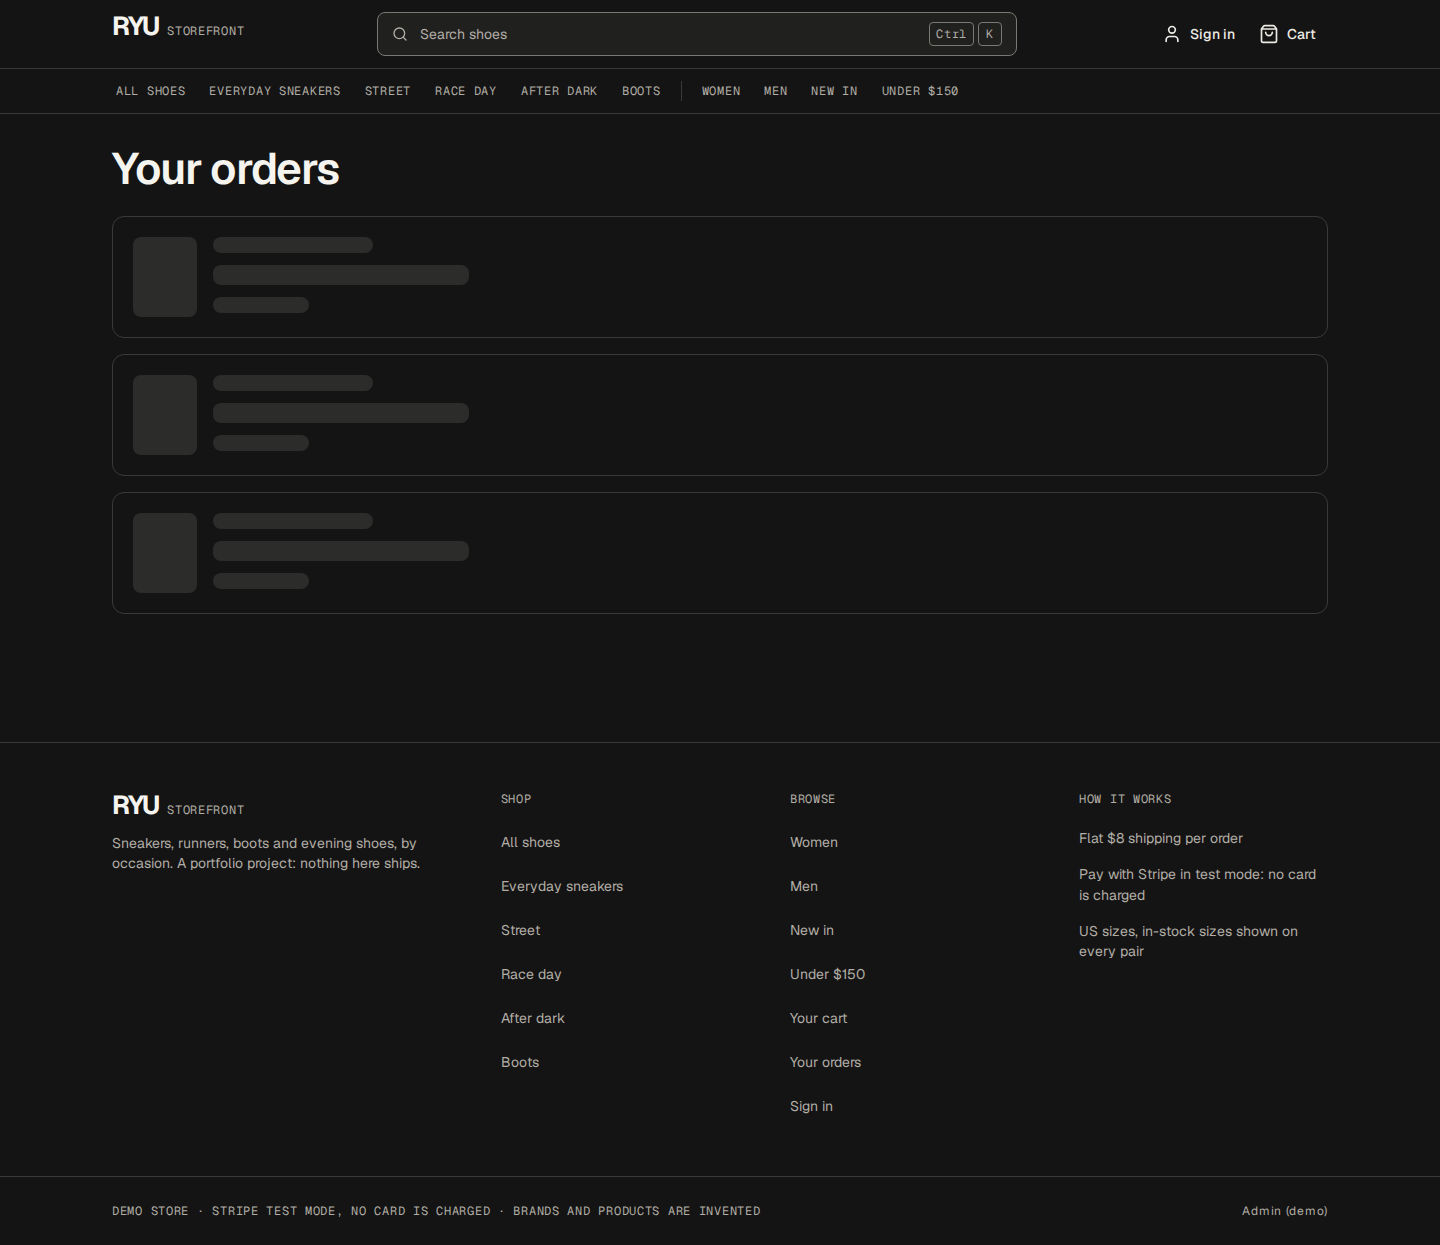 RYU STOREFRONT
Search shoes
Ctrl K
Sign in
Cart
ALL SHOES EVERYDAY SNEAKERS STREET RACE DAY AFTER DARK BOOTS WOMEN MEN NEW IN UNDER $150
Your orders
RYU STOREFRONT
Sneakers, runners, boots and evening shoes, by
occasion. A portfolio project: nothing here ships.
SHOP
All shoes
Everyday sneakers
Street
Race day
After dark
Boots
BROWSE
Women
Men
New in
Under $150
Your cart
Your orders
Sign in
HOW IT WORKS
Flat $8 shipping per order
Pay with Stripe in test mode: no card
is charged
US sizes, in-stock sizes shown on
every pair
DEMO STORE · STRIPE TEST MODE, NO CARD IS CHARGED · BRANDS AND PRODUCTS ARE INVENTED
Admin (demo)